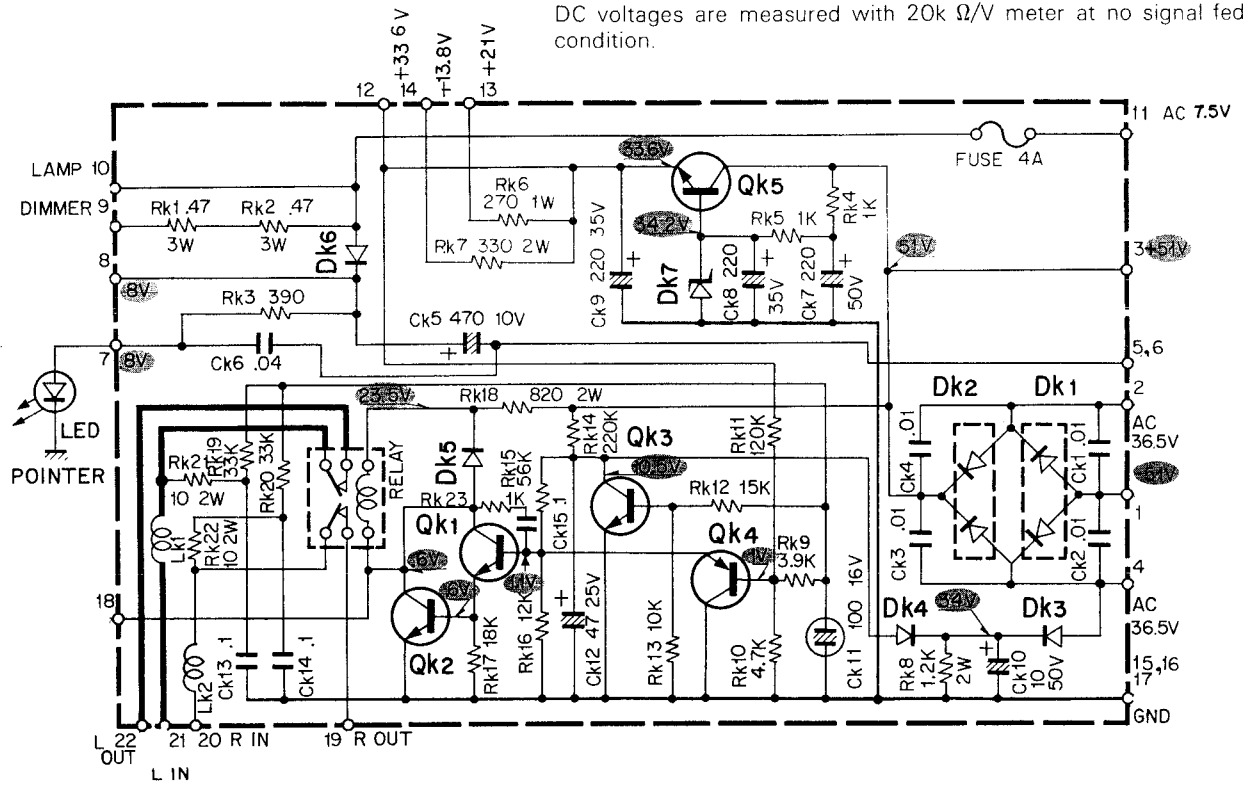 DC voltages are measured with 20k Ω/V meter at no signal fed
condition.
+33 6 V
+13.8V
+21V
12
14
13
11 AC 7.5V
FUSE 4A
LAMP 10
DIMMER 9
Rk1 .47
3W
Rk2 .47
3W
Dk6
Rk6
270 1W
Rk7 330 2W
33.6V
Qk5
34.2V
Rk5 1K
Rk4
1K
Ck9 220 35V
+
Dk7
Ck8 220
35V
+
Ck7 220
50V
+
51V
3+51V
8
8V
Rk3 390
7
8V
Ck6 .04
Ck5 470 10V
+
5,6
2
AC
36.5V
LED
POINTER
Rk19
33K
Rk20 33K
10 2W
Rk22
10 2W
Lk1
Lk2
RELAY
23.5V
Rk18 820 2W
Dk5
Rk15
56K
Rk23
1K
Ck15 .1
Rk14
220K
Qk3
10.5V
Rk11
120K
Rk12 15K
Qk4
1V
Rk9
3.9K
Dk2
Dk1
Ck4 .01
Ck1 .01
Ck3 .01
Ck2 .01
1
4
AC
36.5V
Qk1
.6V
.6V
Qk2
18
Ck13 .1
Ck14 .1
Rk17 18K
Rk16 12K
Ck12 47 25V
+
Rk13 10K
Rk10
4.7K
Ck11 100 16V
Dk4
Dk3
Rk8
1.2K
2W
Ck10
10
50V
+
15,16
17
GND
L 22
OUT
21
20 R IN
19 R OUT
L IN